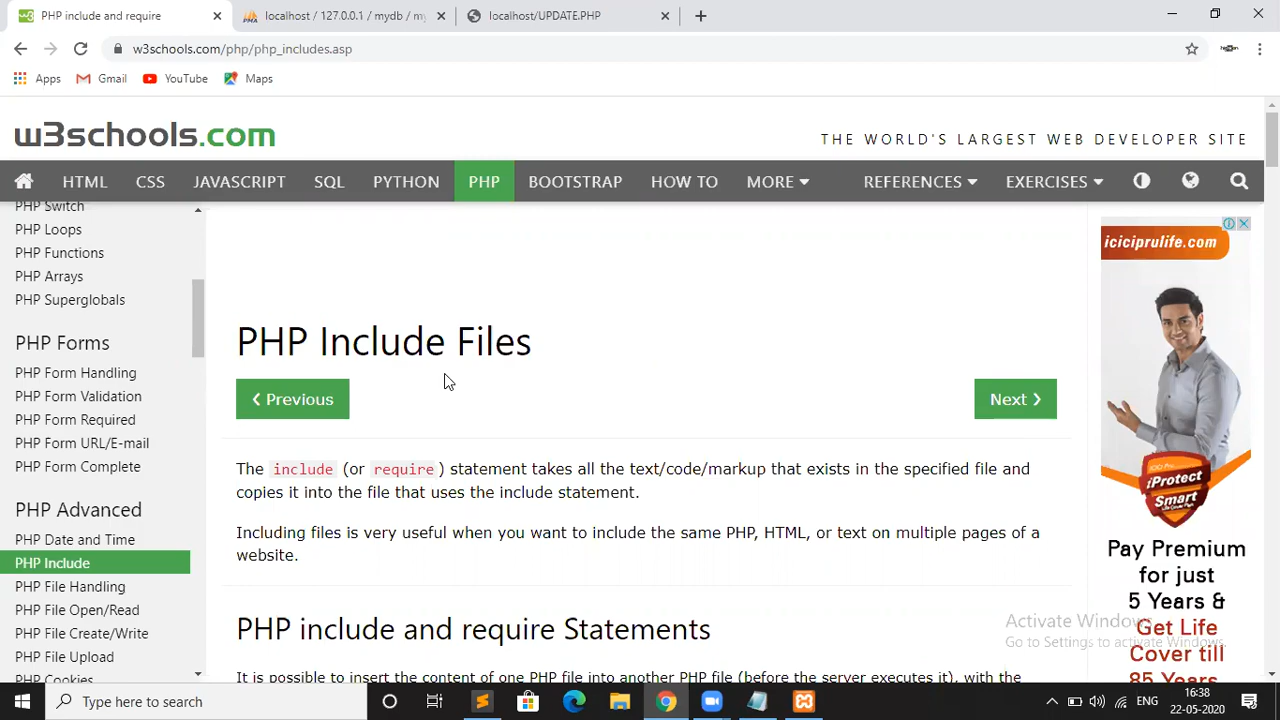 PHP include and require
localhost / 127.0.0.1 / mydb / my
localhost/UPDATE.PHP
w3schools.com/php/php_includes.asp
Apps
Gmail
YouTube
Maps
w3schools.com
THE WORLD'S LARGEST WEB DEVELOPER SITE
HTML
CSS
JAVASCRIPT
SQL
PYTHON
PHP
BOOTSTRAP
HOW TO
MORE
REFERENCES
EXERCISES
PHP Switch
PHP Loops
PHP Functions
PHP Arrays
PHP Superglobals
PHP Forms
PHP Form Handling
PHP Form Validation
PHP Form Required
PHP Form URL/E-mail
PHP Form Complete
PHP Advanced
PHP Date and Time
PHP Include
PHP File Handling
PHP File Open/Read
PHP File Create/Write
PHP File Upload
PHP Cookies
PHP Include Files
❮ Previous
Next ❯
The include (or require) statement takes all the text/code/markup that exists in the specified file and
copies it into the file that uses the include statement.
Including files is very useful when you want to include the same PHP, HTML, or text on multiple pages of a
website.
PHP include and require Statements
It is possible to insert the content of one PHP file into another PHP file (before the server executes it), with the
iciciprulife.com
iProtect
Smart
Pay Premium
for just
5 Years &
Get Life
Cover till
85 Years
Activate Windows
Go to Settings to activate Windows.
Type here to search
ENG
16:38
22-05-2020